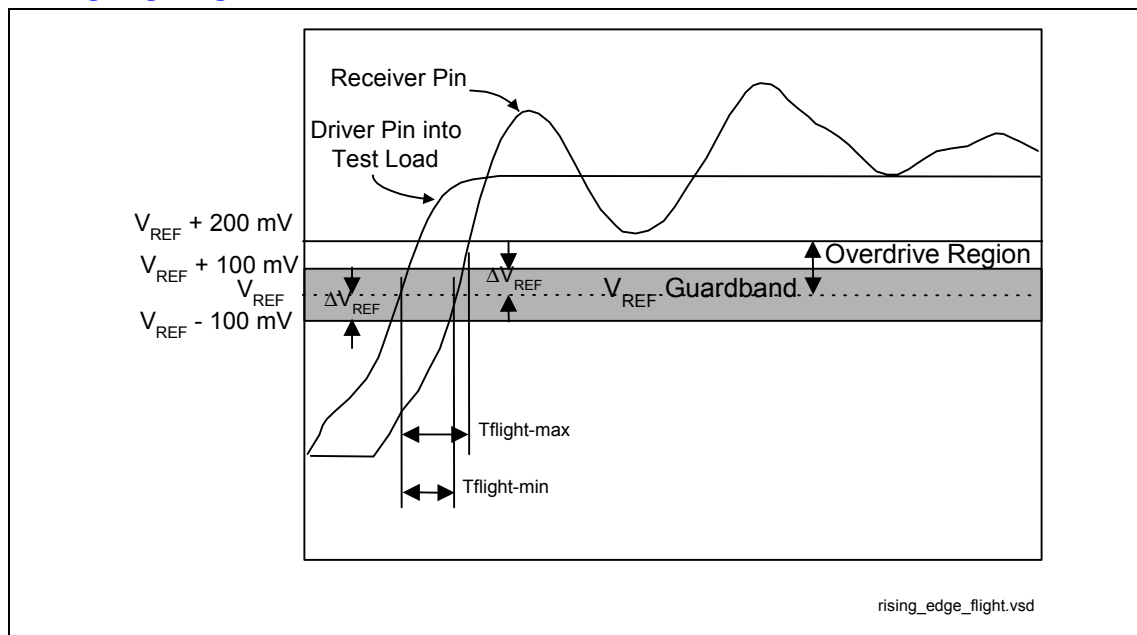 Receiver Pin
Driver Pin into
Test Load
V_REF + 200 mV
V_REF + 100 mV
V_REF
V_REF - 100 mV
ΔV_REF
ΔV_REF
V_REF Guardband
Overdrive Region
Tflight-max
Tflight-min
rising_edge_flight.vsd